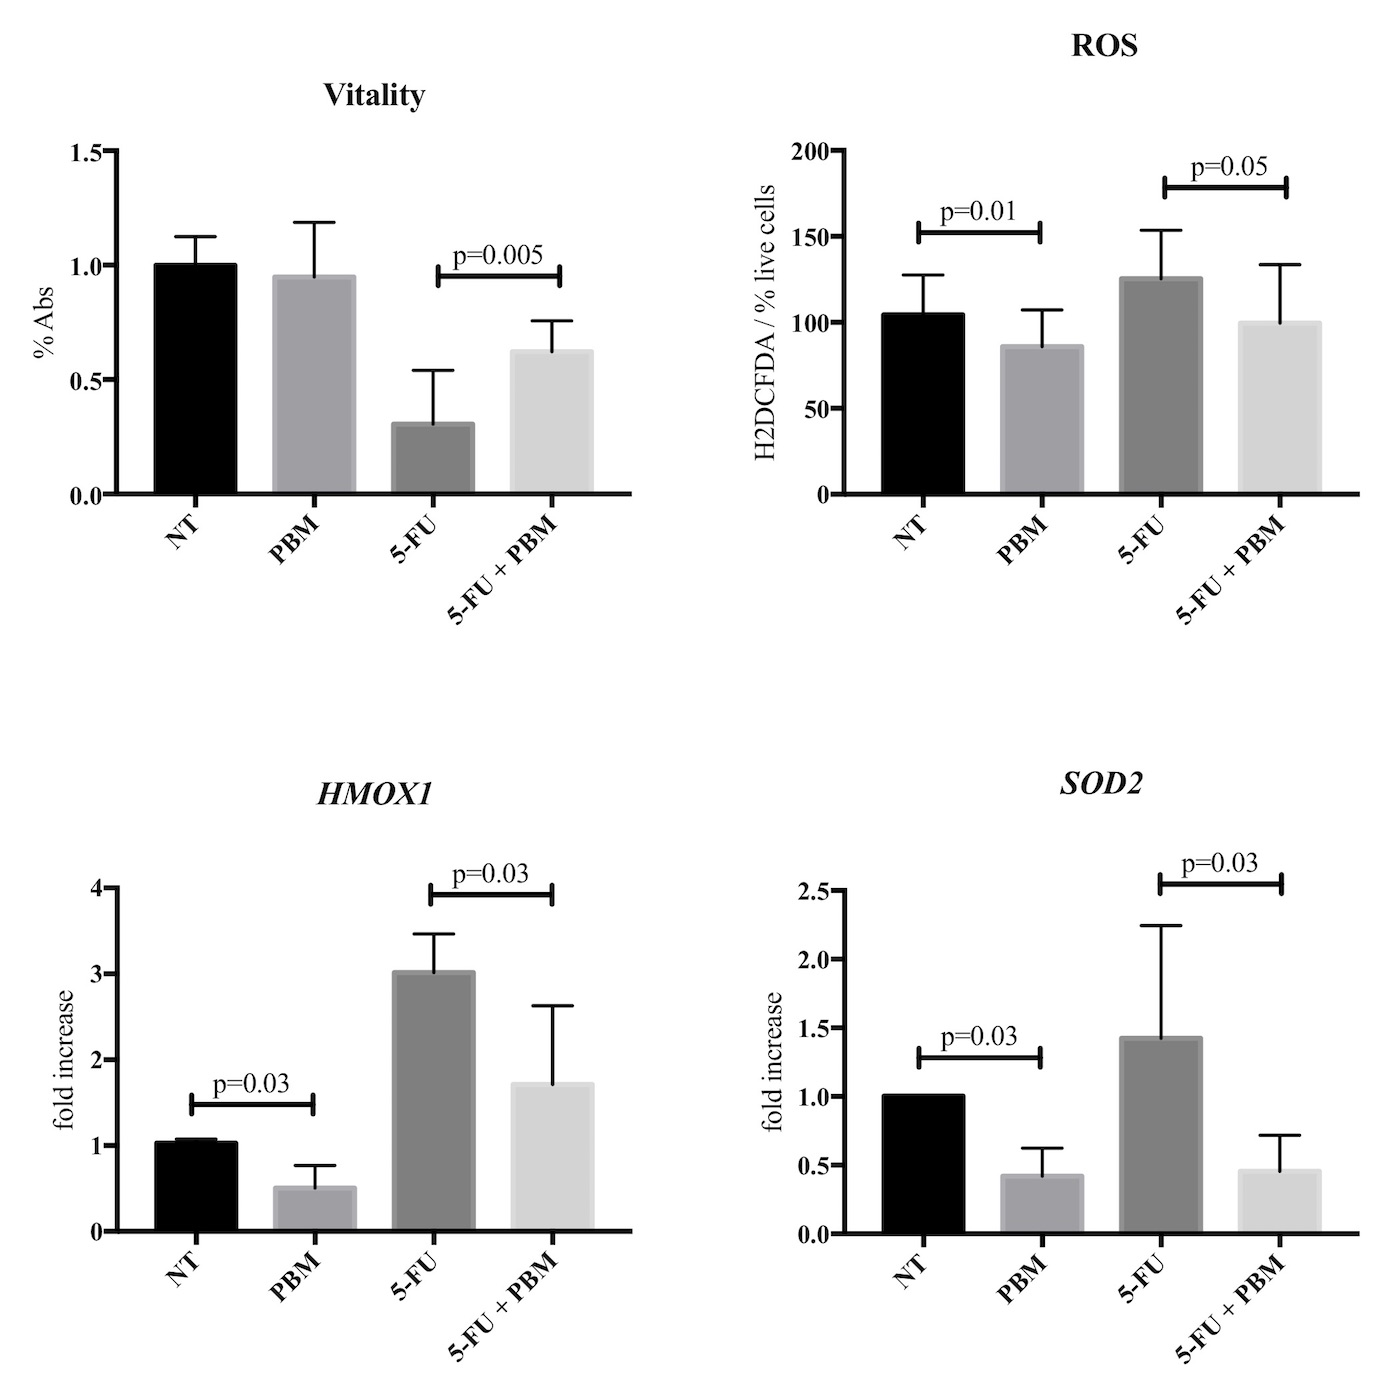 Vitality
% Abs
1.5
1.0
0.5
0.0
p=0.005
NT
PBM
5-FU
5-FU + PBM
ROS
H2DCFDA / % live cells
200
150
100
50
0
p=0.01
p=0.05
NT
PBM
5-FU
5-FU + PBM
HMOX1
fold increase
4
3
2
1
0
p=0.03
p=0.03
NT
PBM
5-FU
5-FU + PBM
SOD2
fold increase
2.5
2.0
1.5
1.0
0.5
0.0
p=0.03
p=0.03
NT
PBM
5-FU
5-FU + PBM